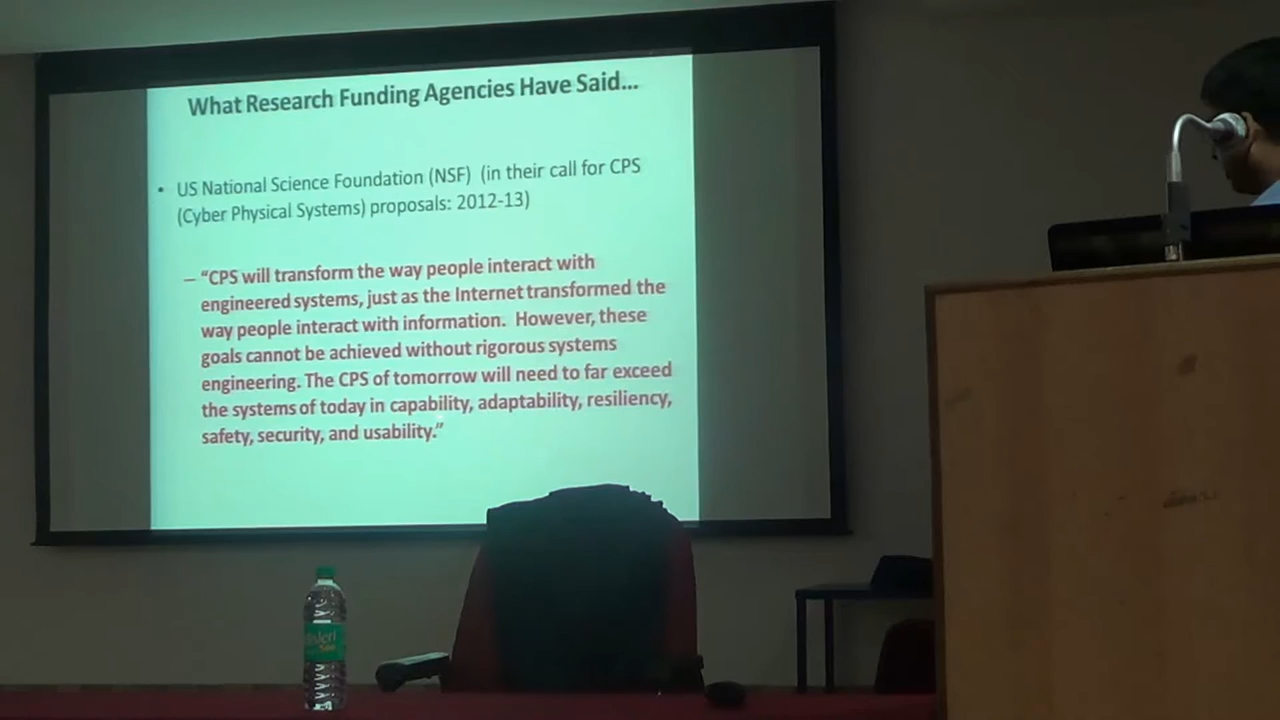 What Research Funding Agencies Have Said...
• US National Science Foundation (NSF) (in their call for CPS
(Cyber Physical Systems) proposals: 2012-13)
– “CPS will transform the way people interact with
engineered systems, just as the Internet transformed the
way people interact with information. However, these
goals cannot be achieved without rigorous systems
engineering. The CPS of tomorrow will need to far exceed
the systems of today in capability, adaptability, resiliency,
safety, security, and usability.”